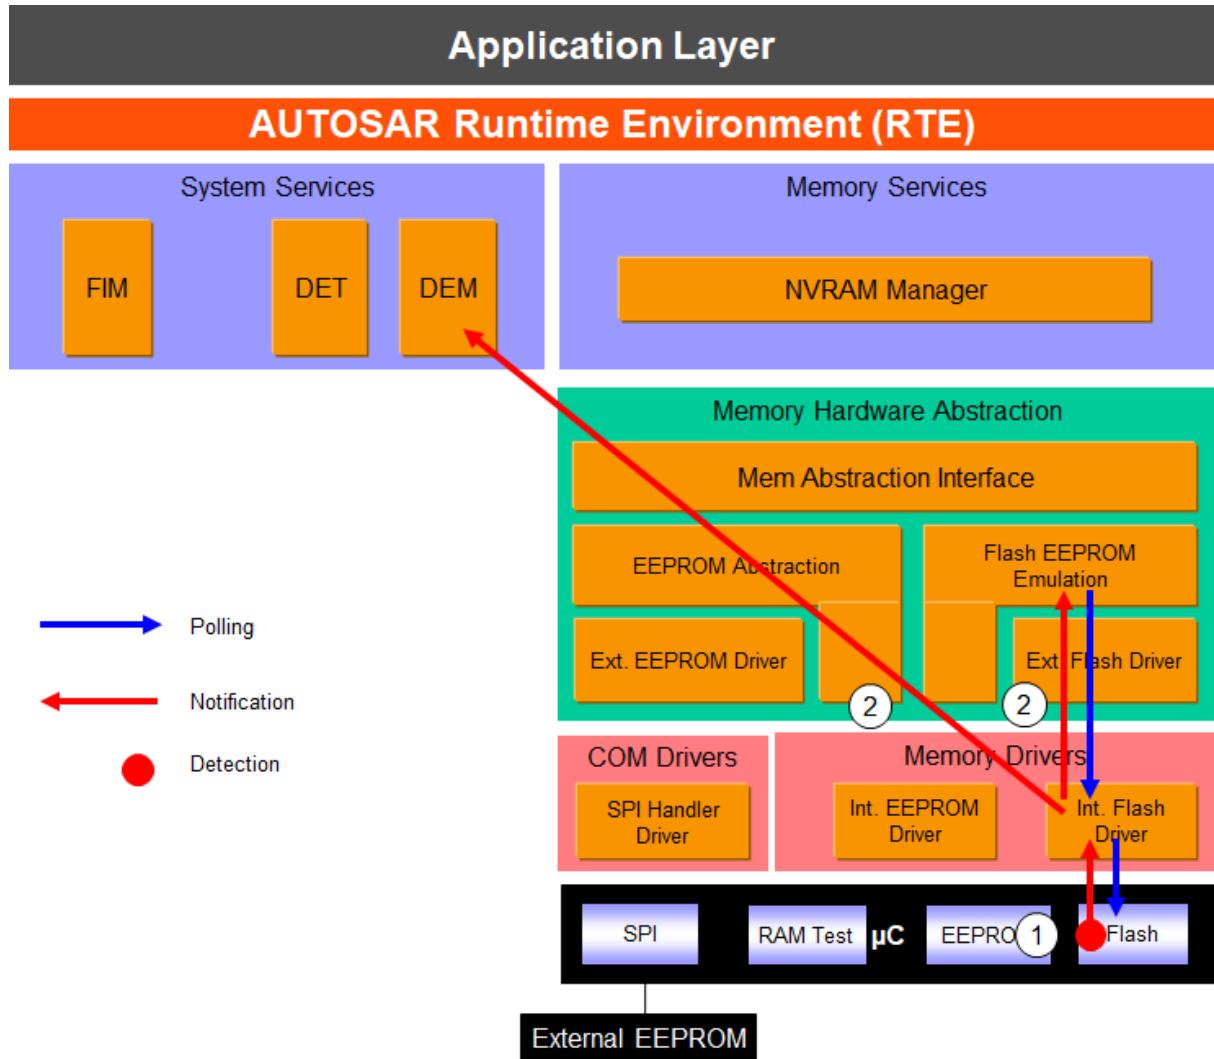 Application Layer
AUTOSAR Runtime Environment (RTE)
System Services
Memory Services
FIM
DET
DEM
NVRAM Manager
Memory Hardware Abstraction
Mem Abstraction Interface
EEPROM Abstraction
Flash EEPROM
Emulation
Ext. EEPROM Driver
Ext. Flash Driver
2
2
Polling
Notification
Detection
COM Drivers
Memory Drivers
SPI Handler
Driver
Int. EEPROM
Driver
Int. Flash
Driver
SPI
RAM Test
µC
EEPRO
1
Flash
External EEPROM